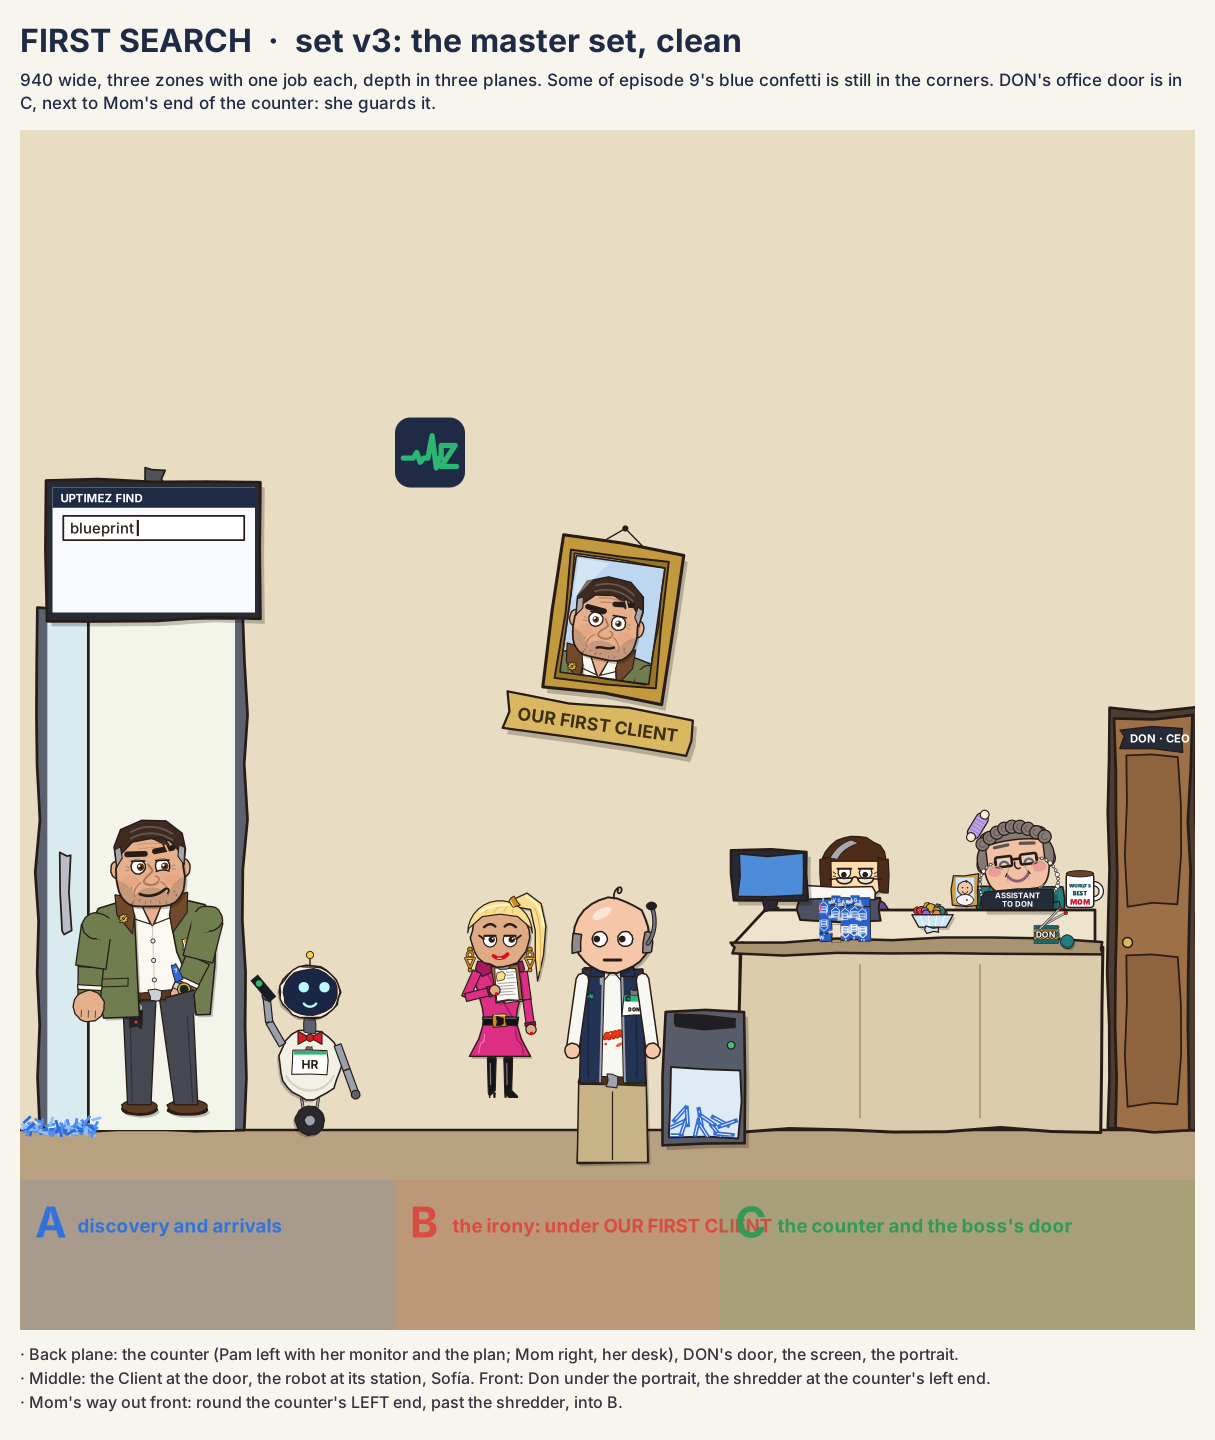 FIRST SEARCH · set v3: the master set, clean
940 wide, three zones with one job each, depth in three planes. Some of episode 9's blue confetti is still in the corners. DON's office door is in
C, next to Mom's end of the counter: she guards it.
UPTIMEZ FIND
blueprint
OUR FIRST CLIENT
DON · CEO
WORLD'S
BEST
MOM
ASSISTANT
TO DON
DON
DON
HR
A discovery and arrivals
B the irony: under OUR FIRST CLIENT
C the counter and the boss's door
· Back plane: the counter (Pam left with her monitor and the plan; Mom right, her desk), DON's door, the screen, the portrait.
· Middle: the Client at the door, the robot at its station, Sofía. Front: Don under the portrait, the shredder at the counter's left end.
· Mom's way out front: round the counter's LEFT end, past the shredder, into B.